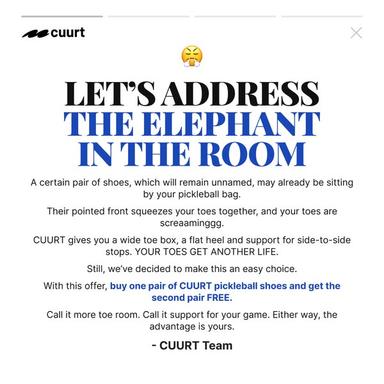 cuurt
LET'S ADDRESS
THE ELEPHANT
IN THE ROOM
A certain pair of shoes, which will remain unnamed, may already be sitting
by your pickleball bag.
Their pointed front squeezes your toes together, and your toes are
screaaminggg.
CUURT gives you a wide toe box, a flat heel and support for side-to-side
stops. YOUR TOES GET ANOTHER LIFE.
Still, we've decided to make this an easy choice.
With this offer, buy one pair of CUURT pickleball shoes and get the
second pair FREE.
Call it more toe room. Call it support for your game. Either way, the
advantage is yours.
- CUURT Team